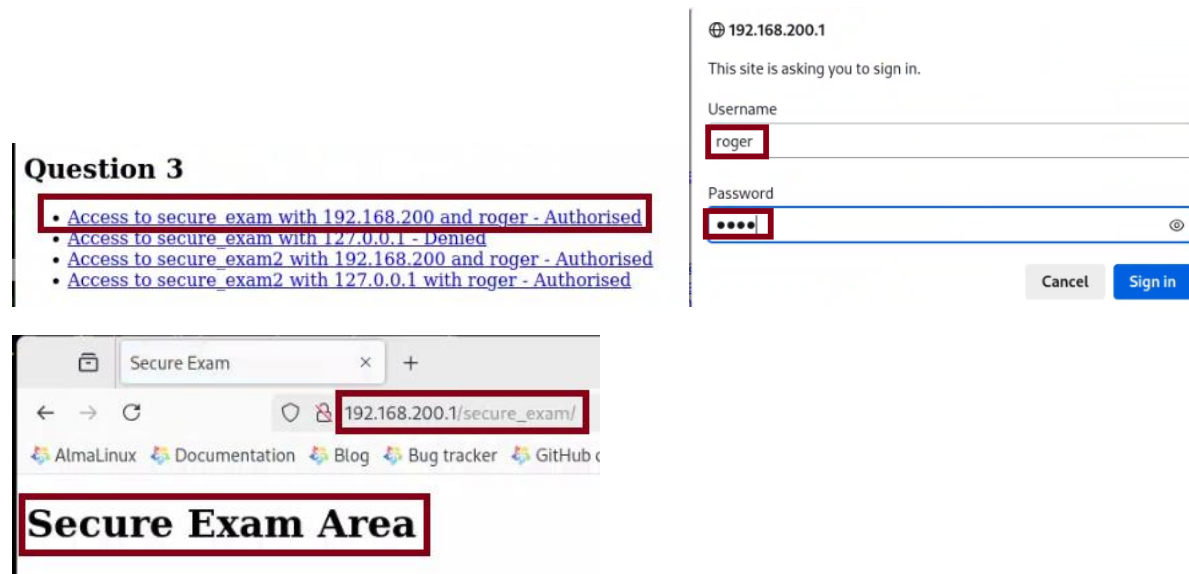 192.168.200.1
This site is asking you to sign in.
Username
roger
Password
••••
Cancel Sign in
Question 3
• Access to secure_exam with 192.168.200 and roger - Authorised
• Access to secure_exam with 127.0.0.1 - Denied
• Access to secure_exam2 with 192.168.200 and roger - Authorised
• Access to secure_exam2 with 127.0.0.1 with roger - Authorised
Secure Exam
192.168.200.1/secure_exam/
AlmaLinux Documentation Blog Bug tracker GitHub
Secure Exam Area